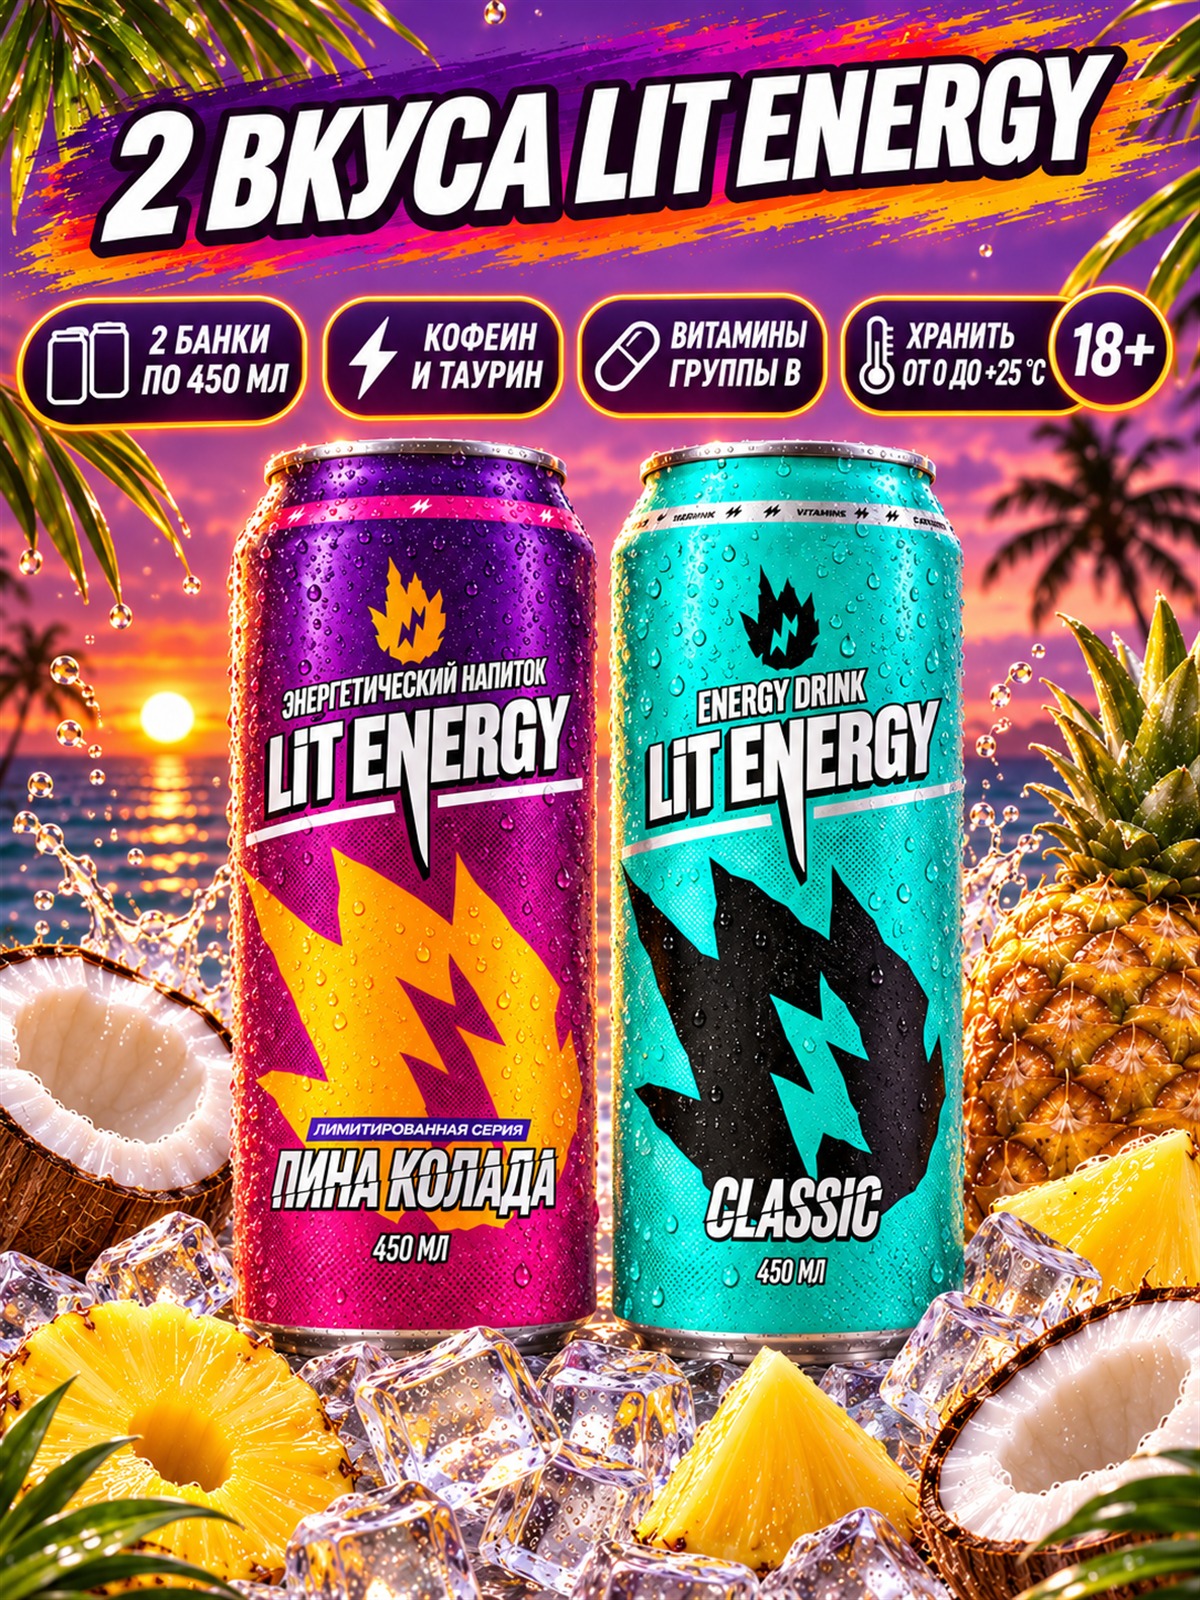 2 ВКУСА LIT ENERGY
2 БАНКИ
ПО 450 МЛ
КОФЕИН
И ТАУРИН
ВИТАМИНЫ
ГРУППЫ В
ХРАНИТЬ
ОТ 0 ДО +25 °C
18+
ЭНЕРГЕТИЧЕСКИЙ НАПИТОК
LiT ENERGY
ЛИМИТИРОВАННАЯ СЕРИЯ
ПИНА КОЛАДА
450 МЛ
VITAMINS
ENERGY DRINK
LiT ENERGY
CLASSIC
450 МЛ